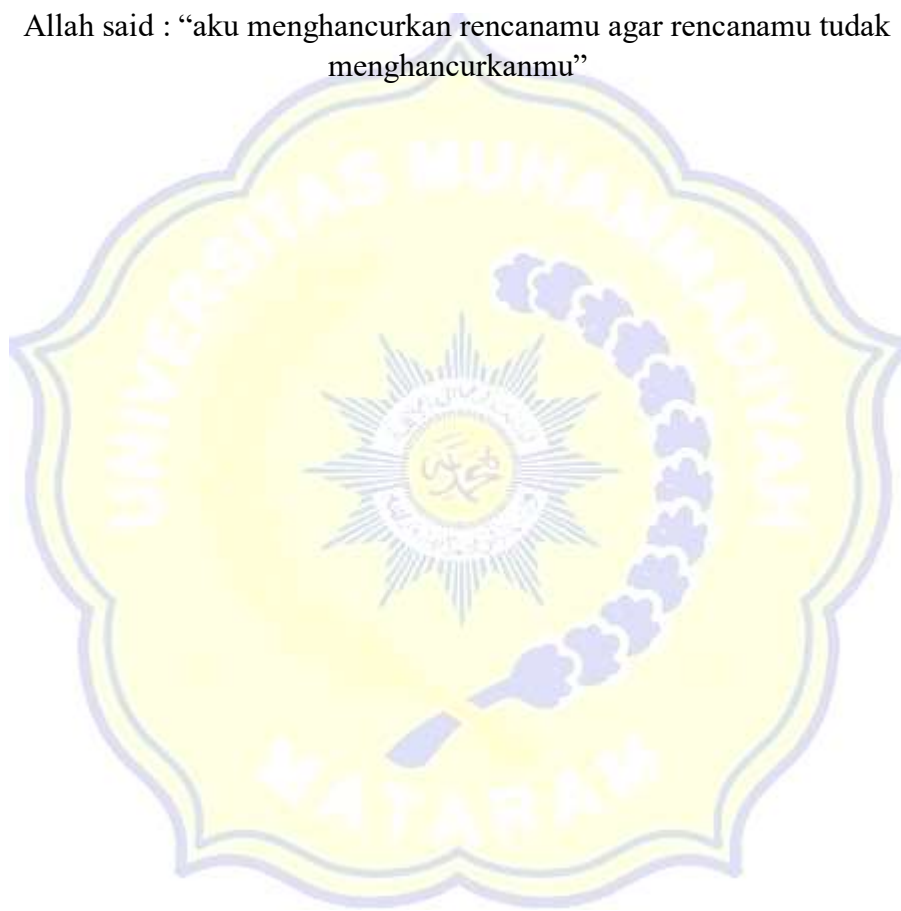 Allah said : “aku menghancurkan rencanamu agar rencanamu tudak
menghancurkanmu”
UNIVERSITAS MUHAMMADIYAH
MATARAM